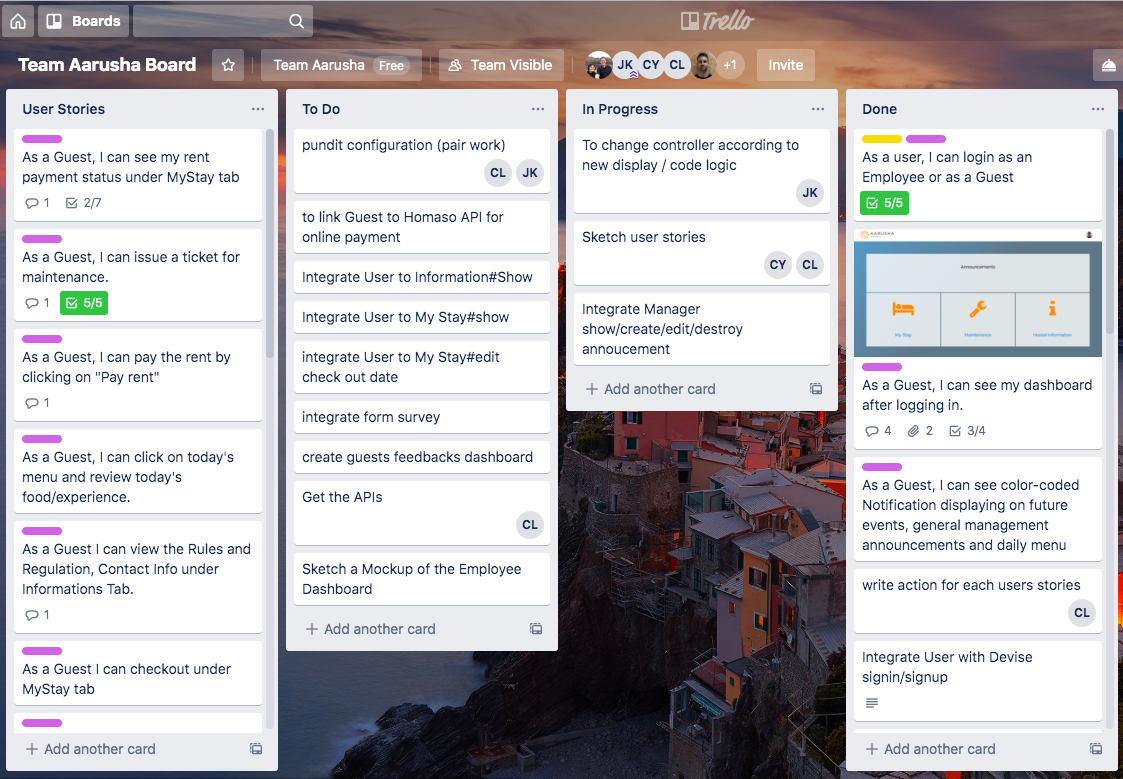 Boards
Trello
Team Aarusha Board
Team Aarusha Free
Team Visible
JK CY CL +1
Invite
User Stories
As a Guest, I can see my rent
payment status under MyStay tab
1 2/7
As a Guest, I can issue a ticket for
maintenance.
1 5/5
As a Guest, I can pay the rent by
clicking on "Pay rent"
1
As a Guest, I can click on today's
menu and review today's
food/experience.
As a Guest I can view the Rules and
Regulation, Contact Info under
Informations Tab.
1
As a Guest I can checkout under
MyStay tab
Add another card
To Do
pundit configuration (pair work)
CL JK
to link Guest to Homaso API for
online payment
Integrate User to Information#Show
Integrate User to My Stay#show
integrate User to My Stay#edit
check out date
integrate form survey
create guests feedbacks dashboard
Get the APIs
CL
Sketch a Mockup of the Employee
Dashboard
Add another card
In Progress
To change controller according to
new display / code logic
JK
Sketch user stories
CY CL
Integrate Manager
show/create/edit/destroy
annoucement
Add another card
Done
As a user, I can login as an
Employee or as a Guest
5/5
AARUSHA
Announcements
My Stay
Maintenance
Hostel Information
As a Guest, I can see my dashboard
after logging in.
4 2 3/4
As a Guest, I can see color-coded
Notification displaying on future
events, general management
announcements and daily menu
write action for each users stories
CL
Integrate User with Devise
signin/signup
Add another card